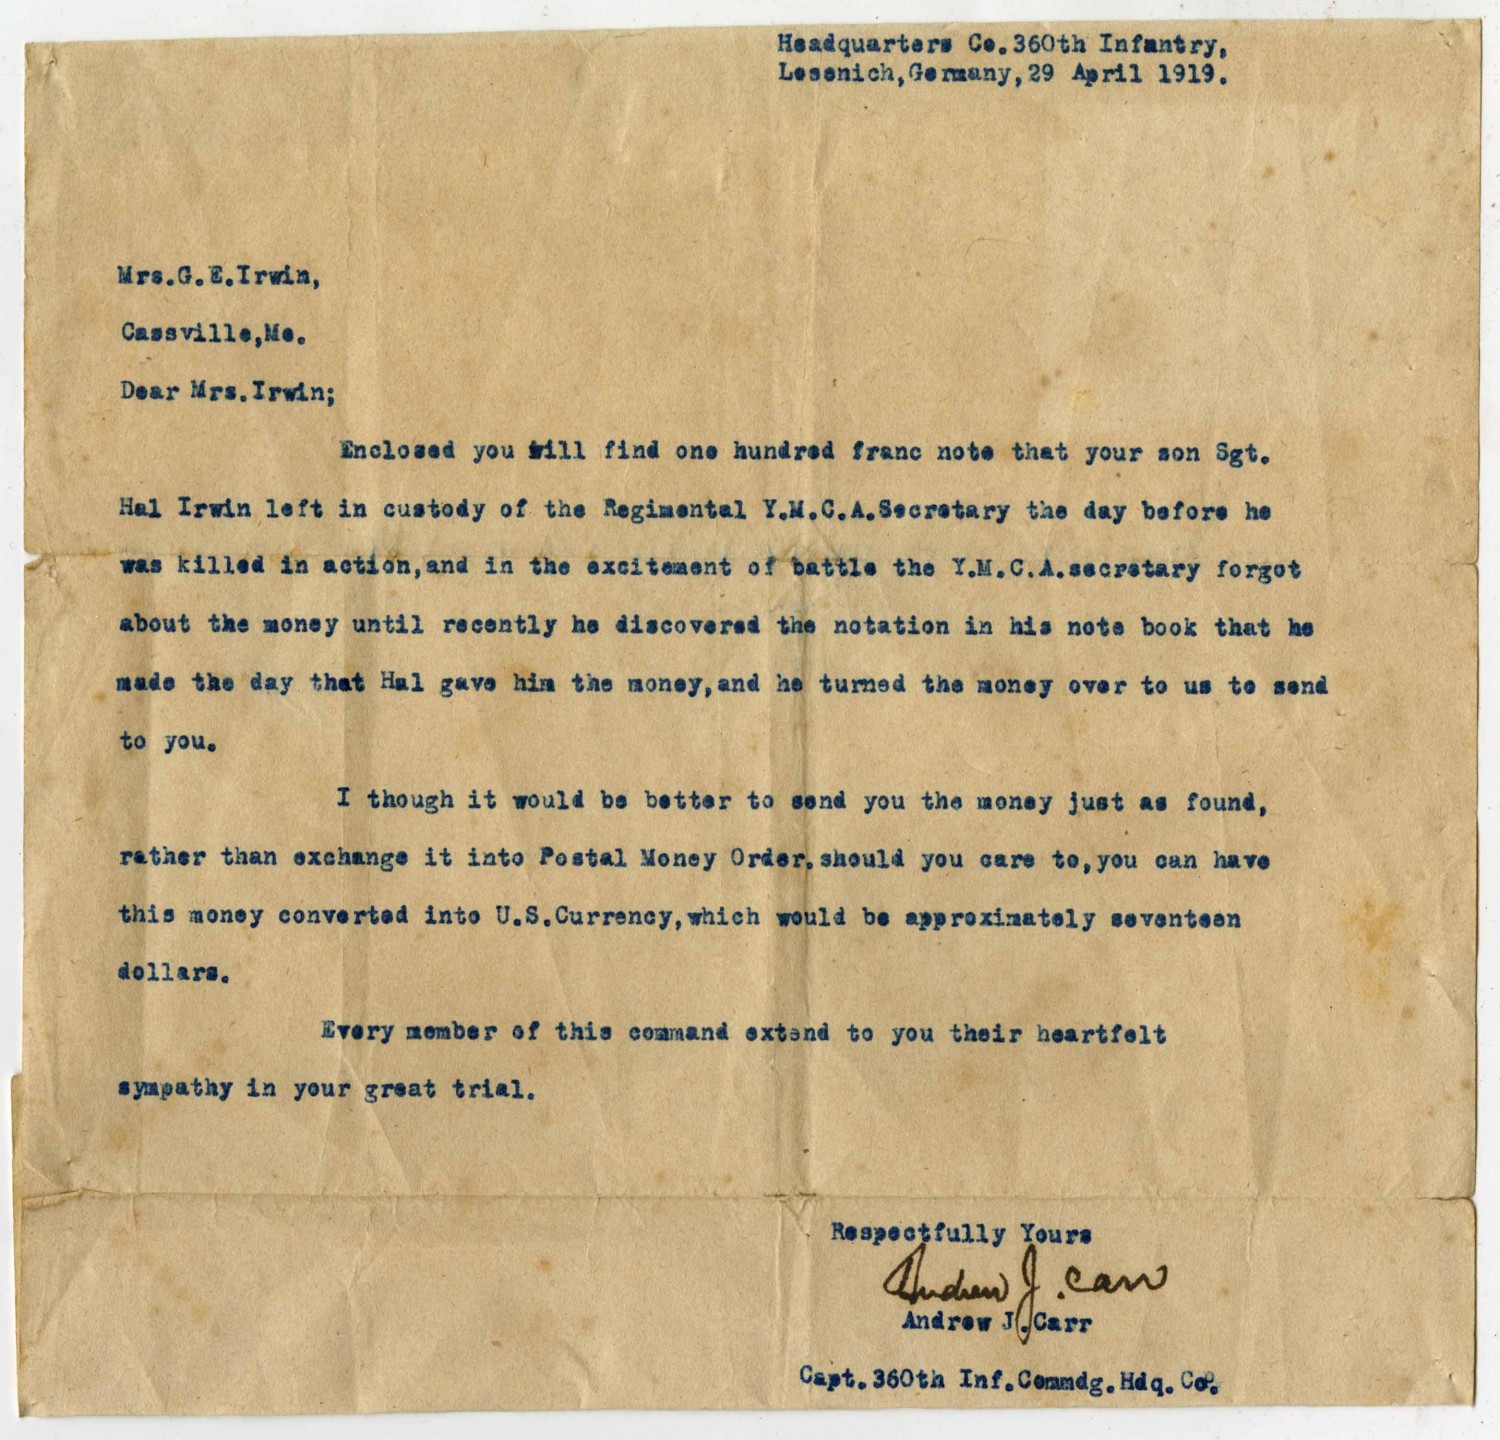 Headquarters Co.360th Infantry,
Lesenich,Germany,29 April 1919.
Mrs.G.E.Irwin,
Cassville,Mo.
Dear Mrs.Irwin;
Enclosed you will find one hundred franc note that your son Sgt.
Hal Irwin left in custody of the Regimental Y.M.C.A.Secretary the day before he
was killed in action,and in the excitement of battle the Y.M.C.A.secretary forgot
about the money until recently he discovered the notation in his note book that he
made the day that Hal gave him the money,and he turned the money over to us to send
to you.
I though it would be better to send you the money just as found,
rather than exchange it into Postal Money Order.should you care to,you can have
this money converted into U.S.Currency,which would be approximately seventeen
dollars.
Every member of this command extend to you their heartfelt
sympathy in your great trial.
Respectfully Yours
Andrew J. Carr
Andrew J.Carr
Capt.360th Inf.Commdg.Hdq.Co.